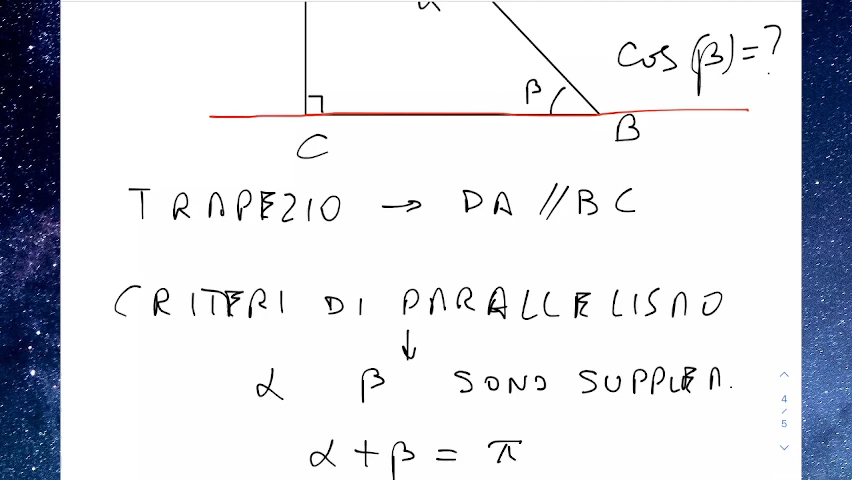 α
cos(β)=?
β
C
B
TRAPEZIO → DA // BC
CRITERI DI PARALLELISMO
↓
α β SONO SUPPLEM.
α + β = π
4
/
5